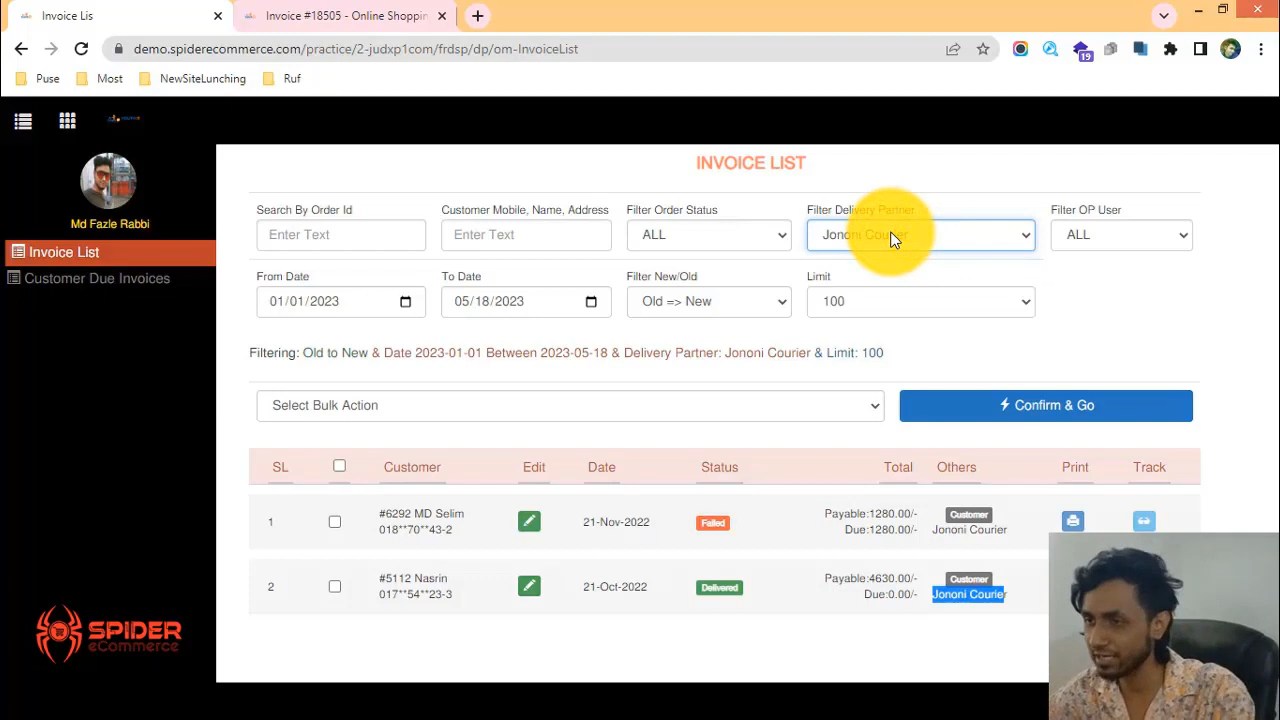 Invoice Lis
Invoice #18505 - Online Shoppin
demo.spiderecommerce.com/practice/2-judxp1com/frdsp/dp/om-InvoiceList
19
Puse
Most
NewSiteLunching
Ruf
Md Fazle Rabbi
Invoice List
Customer Due Invoices
SPIDER
eCommerce
INVOICE LIST
Search By Order Id
Customer Mobile, Name, Address
Filter Order Status
Filter Delivery Partner
Filter OP User
Enter Text
Enter Text
ALL
Jononi Courier
ALL
From Date
To Date
Filter New/Old
Limit
01/01/2023
05/18/2023
Old => New
100
Filtering: Old to New & Date 2023-01-01 Between 2023-05-18 & Delivery Partner: Jononi Courier & Limit: 100
Select Bulk Action
Confirm & Go
SL
Customer
Edit
Date
Status
Total
Others
Print
Track
1
#6292 MD Selim
018**70**43-2
21-Nov-2022
Failed
Payable:1280.00/-
Due:1280.00/-
Customer
Jononi Courier
2
#5112 Nasrin
017**54**23-3
21-Oct-2022
Delivered
Payable:4630.00/-
Due:0.00/-
Customer
Jononi Courier